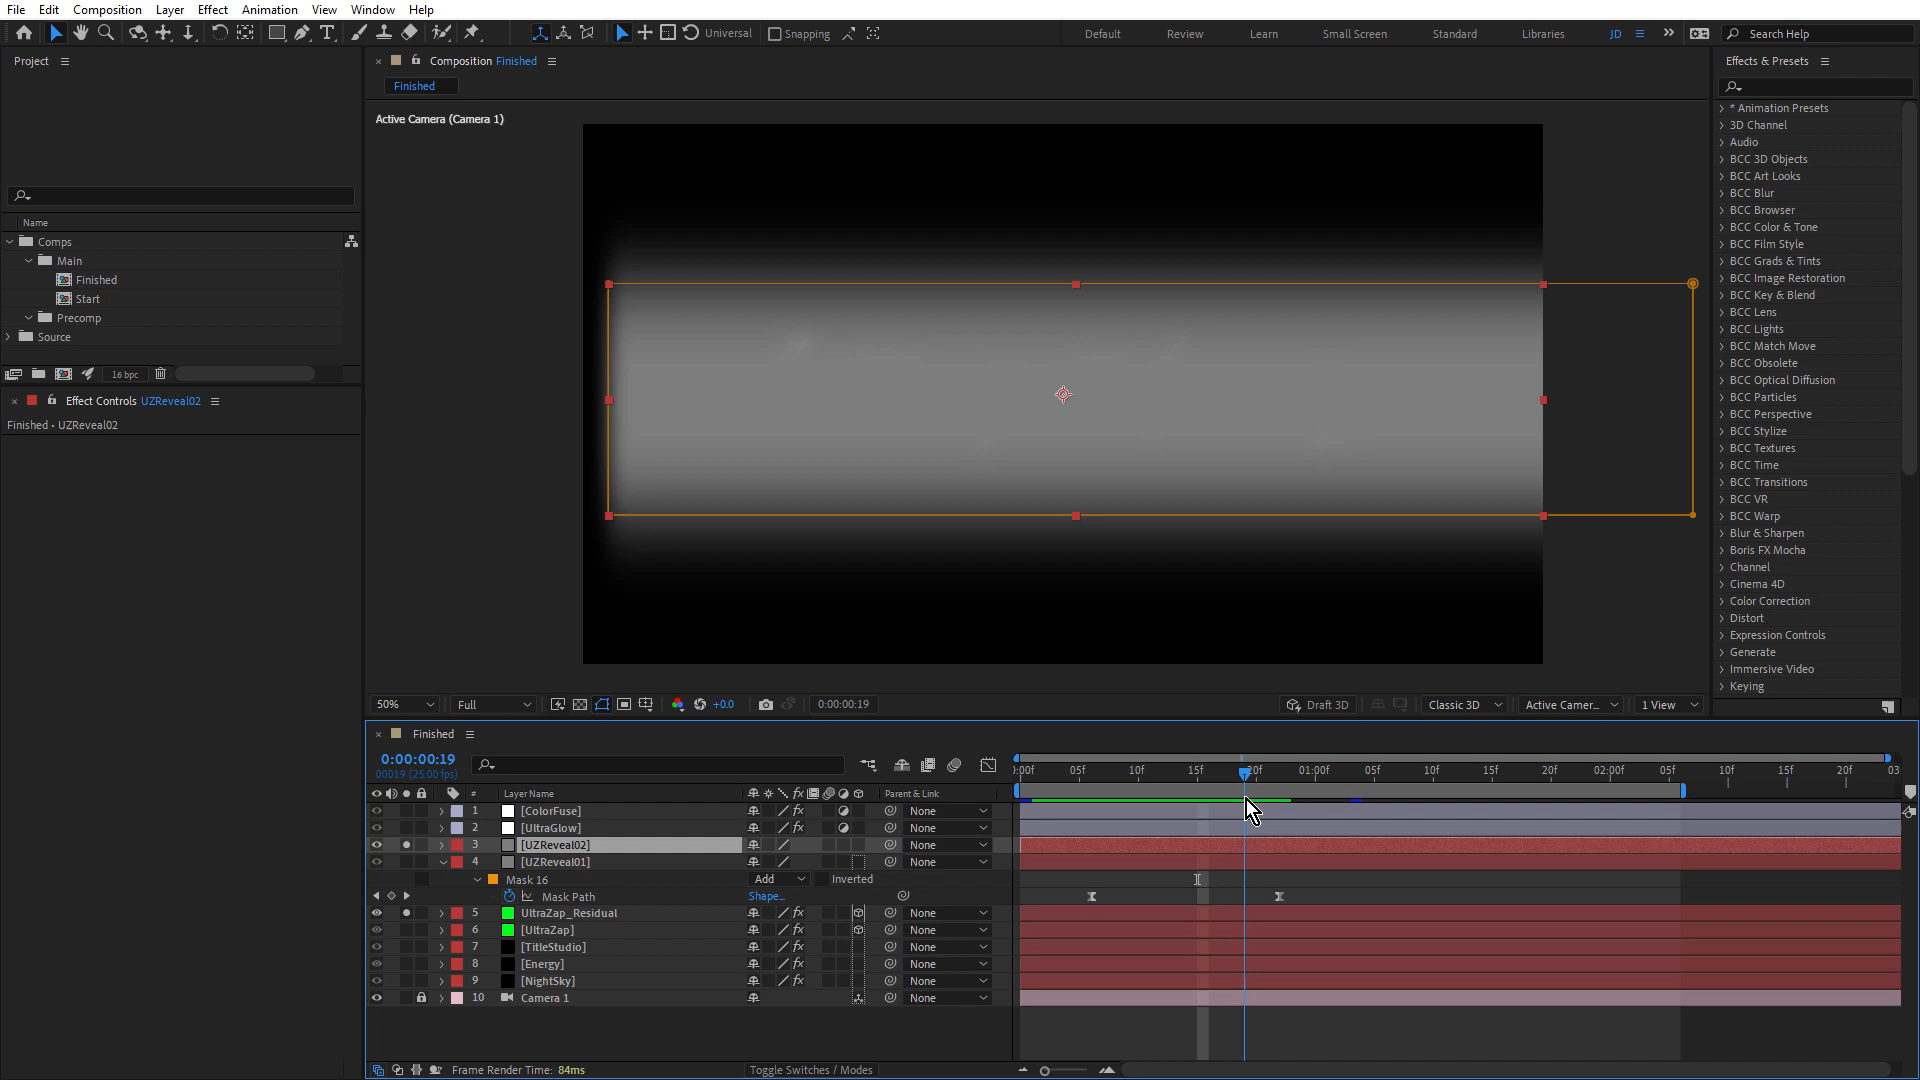 File Edit Composition Layer Effect Animation View Window Help
Universal Snapping Default Review Learn Small Screen Standard Libraries JD Search Help
Project
Name
Comps
Main
Finished
Start
Precomp
Source
16 bpc
Effect Controls UZReveal02
Finished • UZReveal02
Composition Finished
Finished
Active Camera (Camera 1)
50% Full +0.0 0:00:00:19 Draft 3D Classic 3D Active Camer... 1 View
Effects & Presets
* Animation Presets
3D Channel
Audio
BCC 3D Objects
BCC Art Looks
BCC Blur
BCC Browser
BCC Color & Tone
BCC Film Style
BCC Grads & Tints
BCC Image Restoration
BCC Key & Blend
BCC Lens
BCC Lights
BCC Match Move
BCC Obsolete
BCC Optical Diffusion
BCC Particles
BCC Perspective
BCC Stylize
BCC Textures
BCC Time
BCC Transitions
BCC VR
BCC Warp
Blur & Sharpen
Boris FX Mocha
Channel
Cinema 4D
Color Correction
Distort
Expression Controls
Generate
Immersive Video
Keying
Finished
0:00:00:19
00019 (25.00 fps)
:00f 05f 10f 15f 20f 01:00f 05f 10f 15f 20f 02:00f 05f 10f 15f 20f 03
# Layer Name Parent & Link
1 [ColorFuse] None
2 [UltraGlow] None
3 [UZReveal02] None
4 [UZReveal01] None
Mask 16 Add Inverted
Mask Path Shape...
5 UltraZap_Residual None
6 [UltraZap] None
7 [TitleStudio] None
8 [Energy] None
9 [NightSky] None
10 Camera 1 None
Frame Render Time: 84ms Toggle Switches / Modes